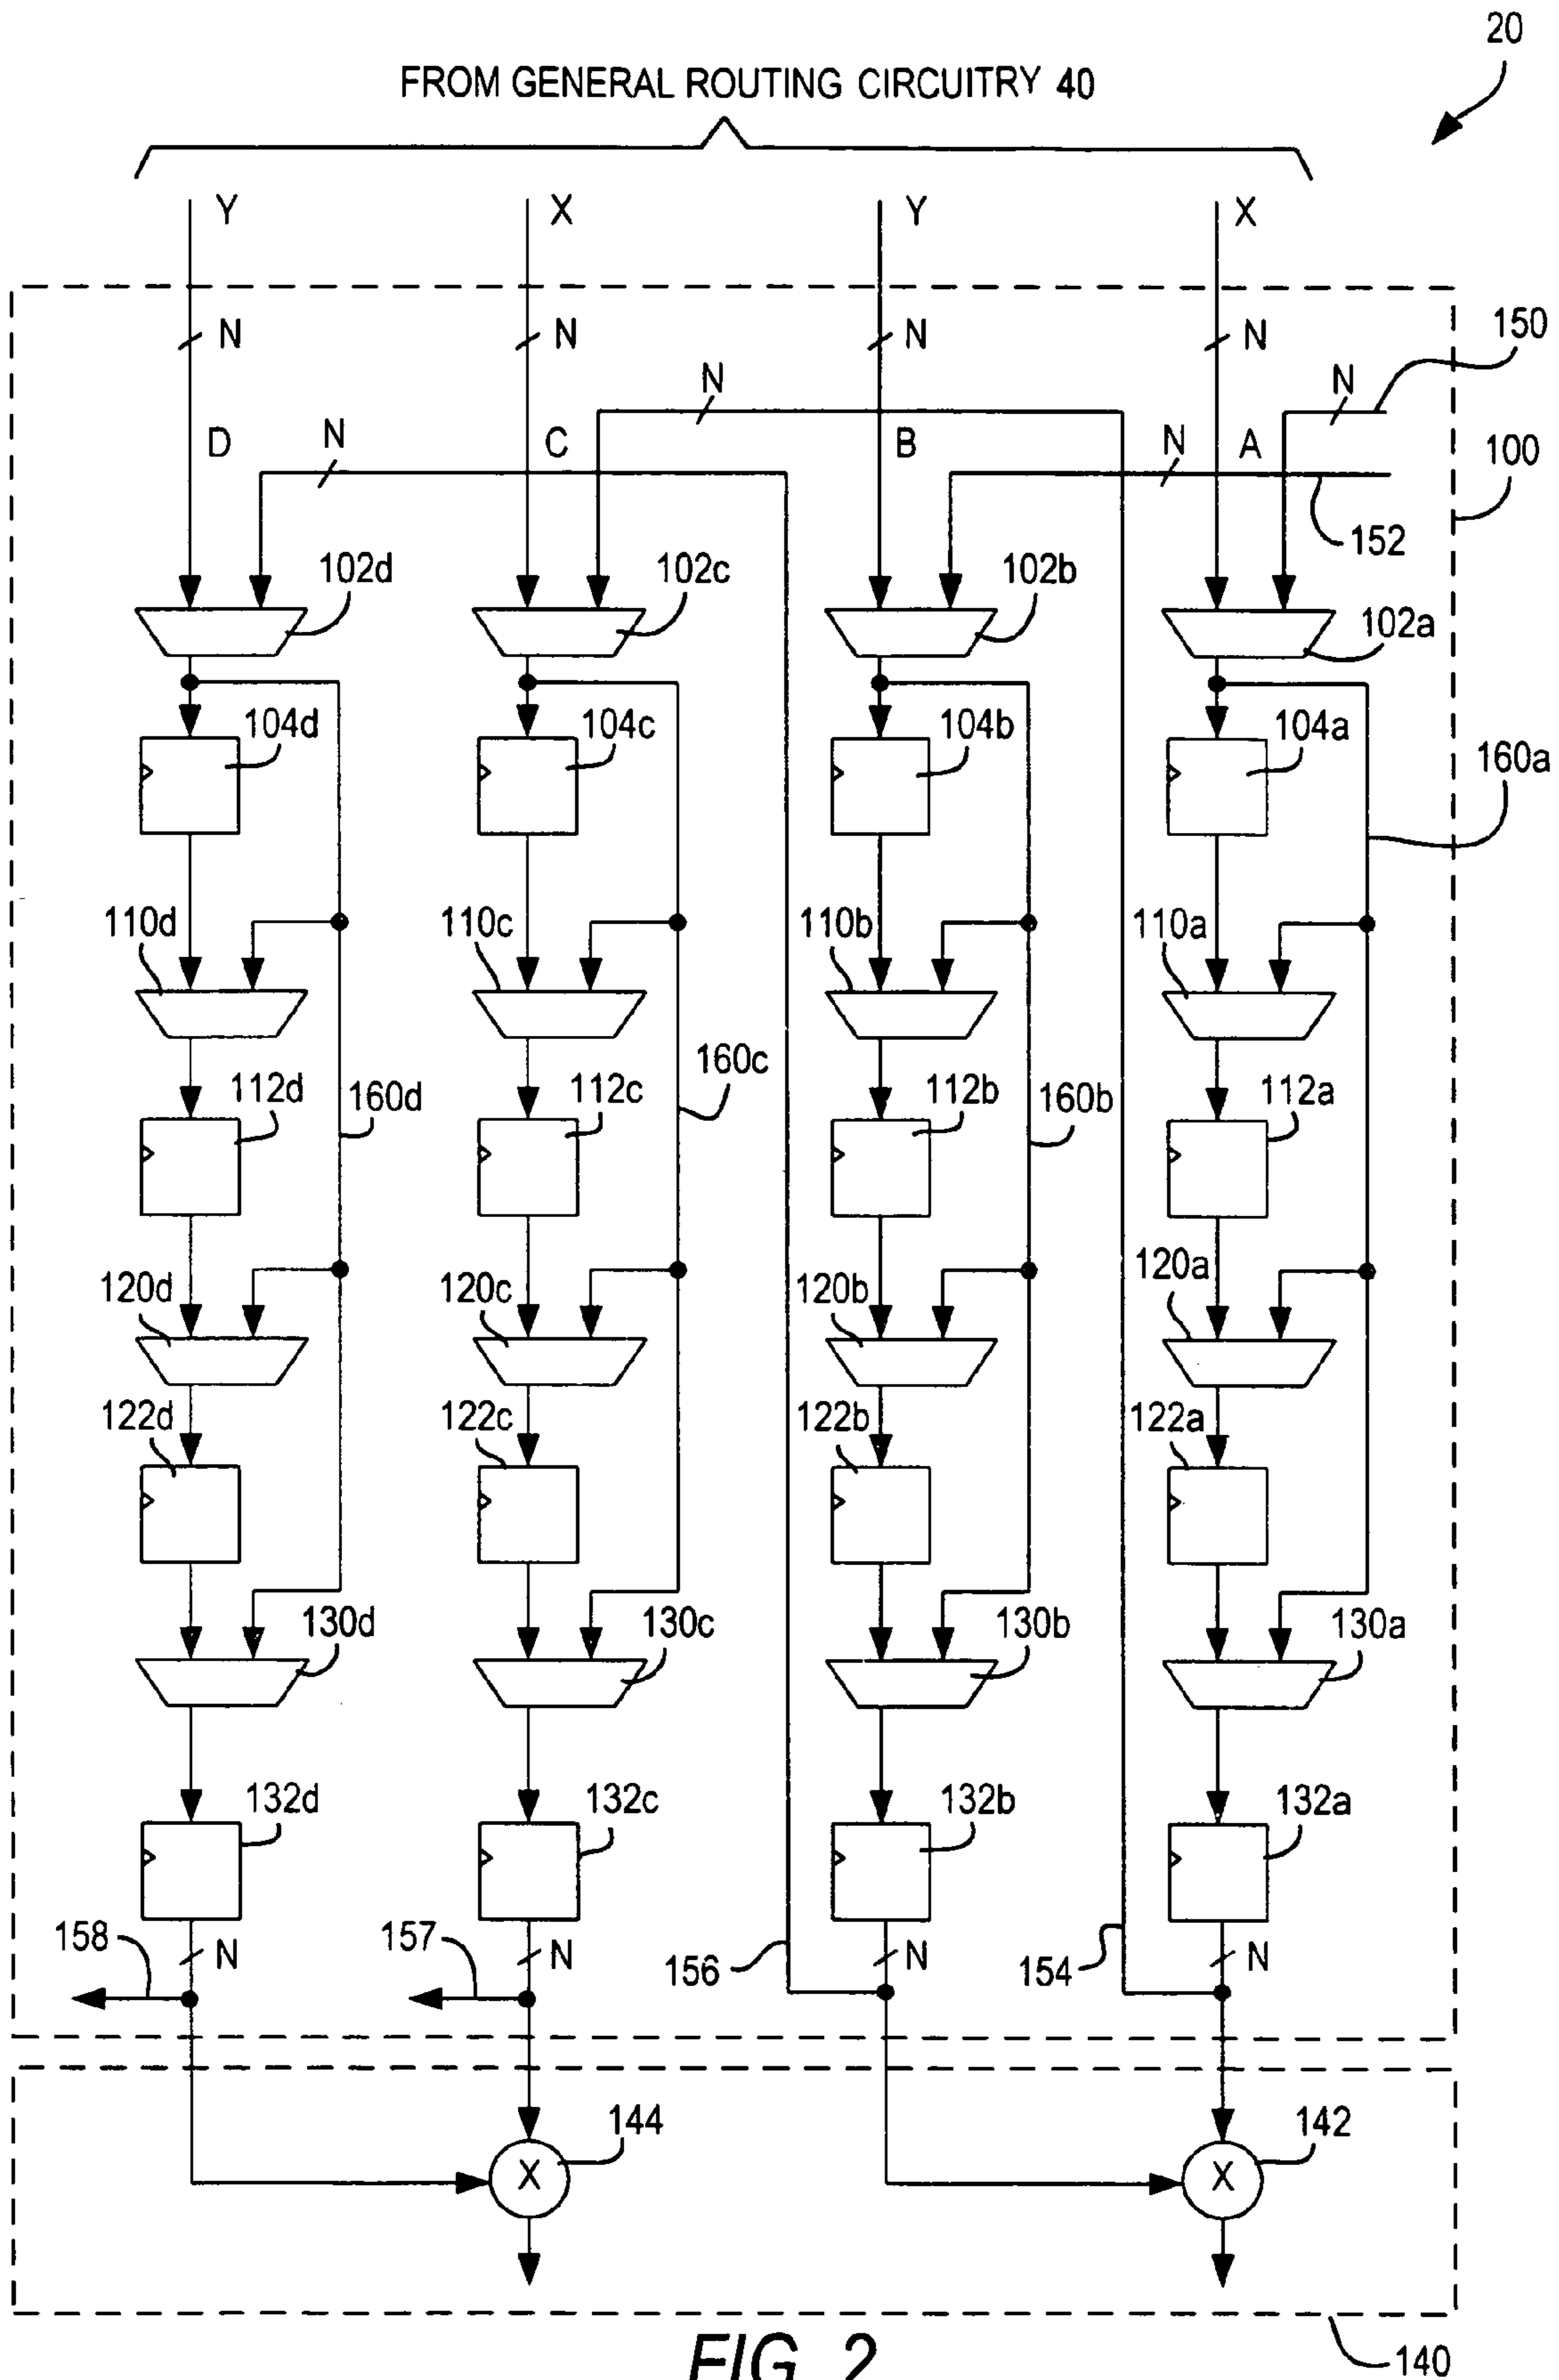 20
FROM GENERAL ROUTING CIRCUITRY 40
Y X Y X
N N N N
150
N N
D N C B N A
100
152
102d 102c 102b 102a
104d 104c 104b 104a
160a
110d 110c 110b 110a
160c
112d 160d 112c 112b 160b 112a
120d 120c 120b 120a
122d 122c 122b 122a
130d 130c 130b 130a
132d 132c 132b 132a
158 N 157 N 156 N 154 N
144 142
X X
FIG. 2
140